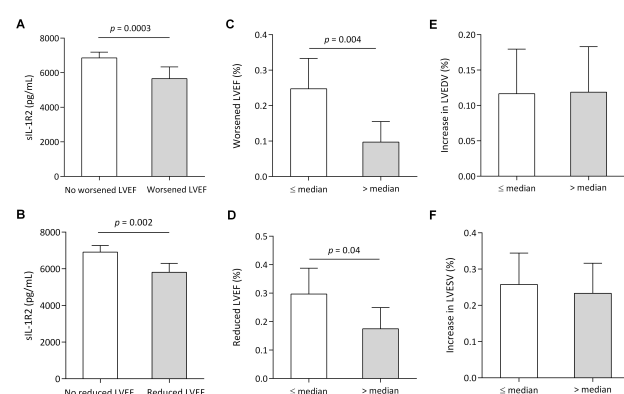 A
p = 0.0003
sIL-1R2 (pg/mL)
8000
6000
4000
2000
0
No worsened LVEF
Worsened LVEF
C
p = 0.004
Worsened LVEF (%)
0.4
0.3
0.2
0.1
0.0
≤ median
> median
E
Increase in LVEDV (%)
0.20
0.15
0.10
0.05
0.00
≤ median
> median
B
p = 0.002
sIL-1R2 (pg/mL)
8000
6000
4000
2000
0
No reduced LVEF
Reduced LVEF
D
p = 0.04
Reduced LVEF (%)
0.5
0.4
0.3
0.2
0.1
0.0
≤ median
> median
F
Increase in LVESV (%)
0.4
0.3
0.2
0.1
0.0
≤ median
> median